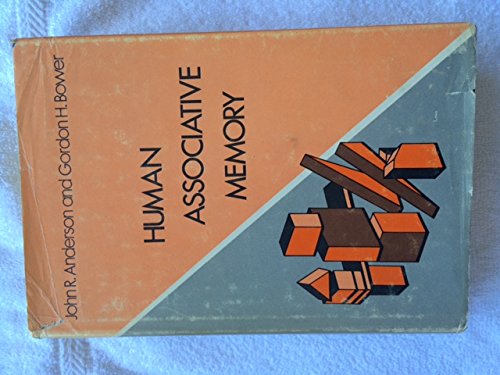 John R. Anderson and Gordon H. Bower
HUMAN
ASSOCIATIVE
MEMORY